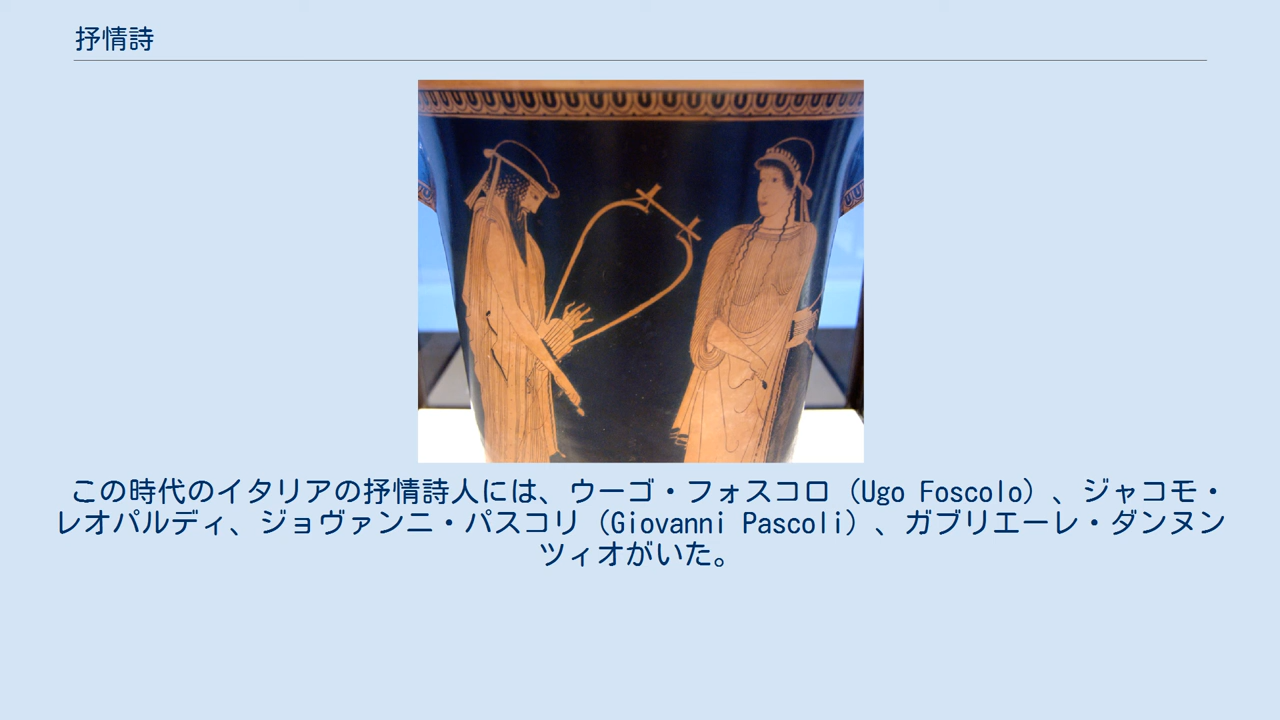 抒情詩
この時代のイタリアの抒情詩人には、ウーゴ・フォスコロ（Ugo Foscolo）、ジャコモ・
レオパルディ、ジョヴァンニ・パスコリ（Giovanni Pascoli）、ガブリエーレ・ダンヌン
ツィオがいた。